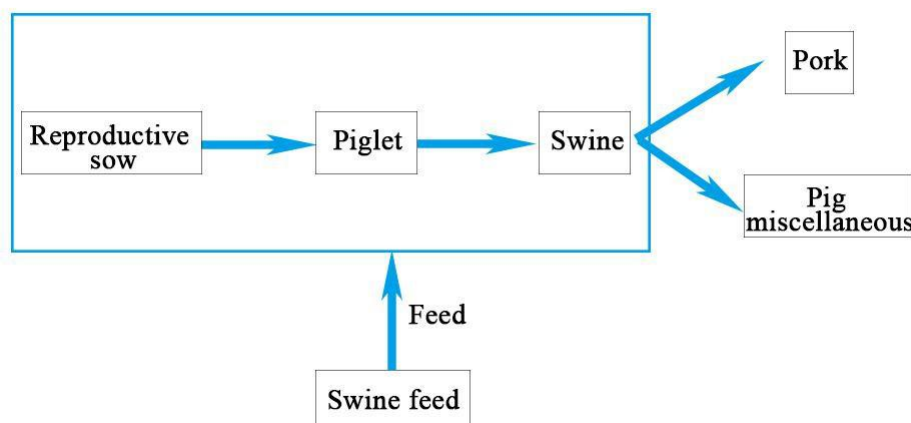 Pork
Reproductive
sow
Piglet
Swine
Pig
miscellaneous
Feed
Swine feed